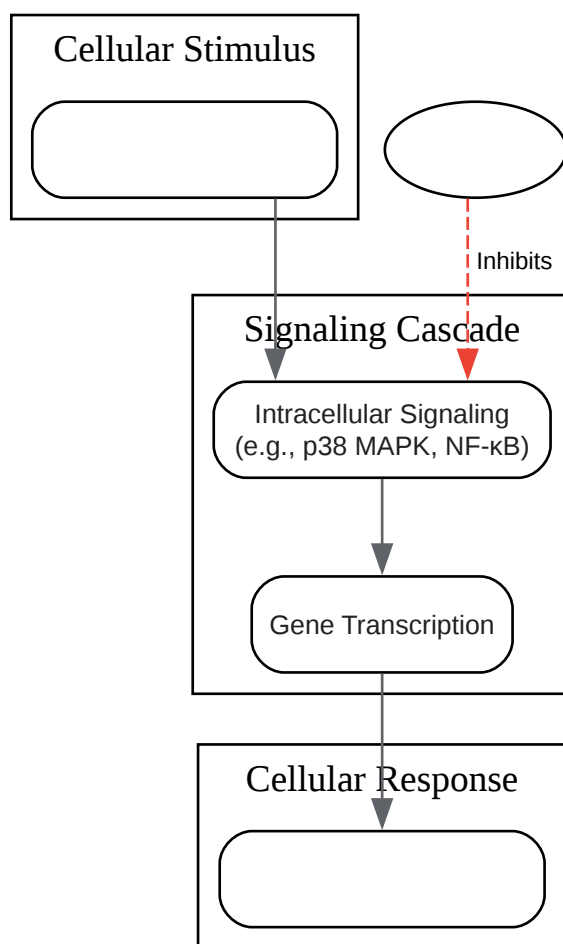 Cellular Stimulus
Inhibits
Signaling Cascade
Intracellular Signaling
(e.g., p38 MAPK, NF-κB)
Gene Transcription
Cellular Response